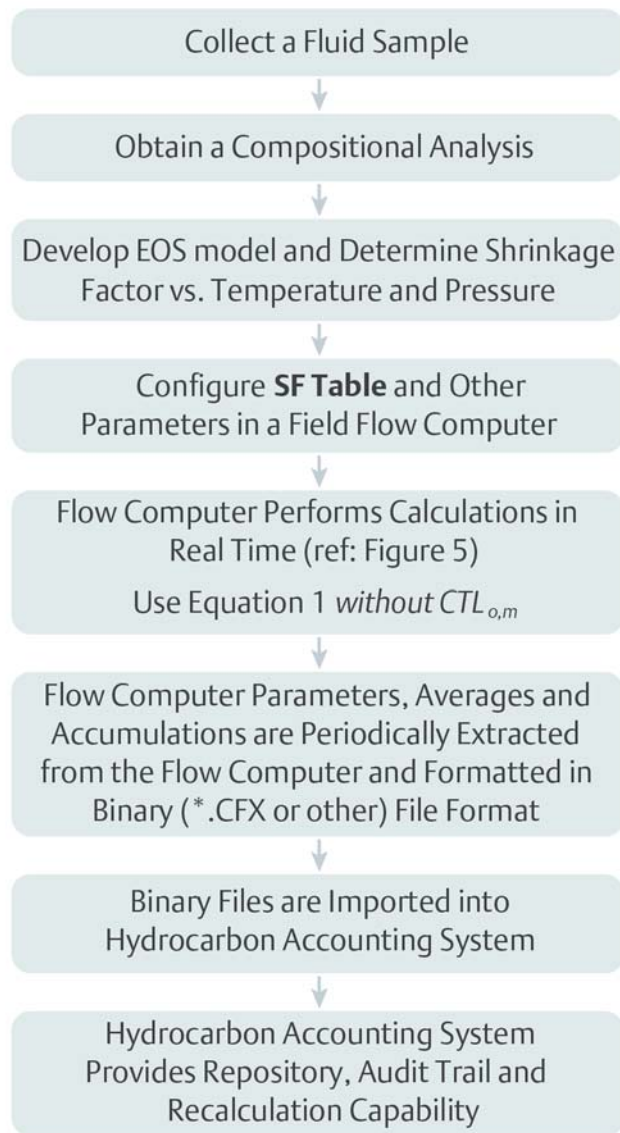 Collect a Fluid Sample
Obtain a Compositional Analysis
Develop EOS model and Determine Shrinkage
Factor vs. Temperature and Pressure
Configure SF Table and Other
Parameters in a Field Flow Computer
Flow Computer Performs Calculations in
Real Time (ref: Figure 5)
Use Equation 1 without CTL o,m
Flow Computer Parameters, Averages and
Accumulations are Periodically Extracted
from the Flow Computer and Formatted in
Binary (*.CFX or other) File Format
Binary Files are Imported into
Hydrocarbon Accounting System
Hydrocarbon Accounting System
Provides Repository, Audit Trail and
Recalculation Capability